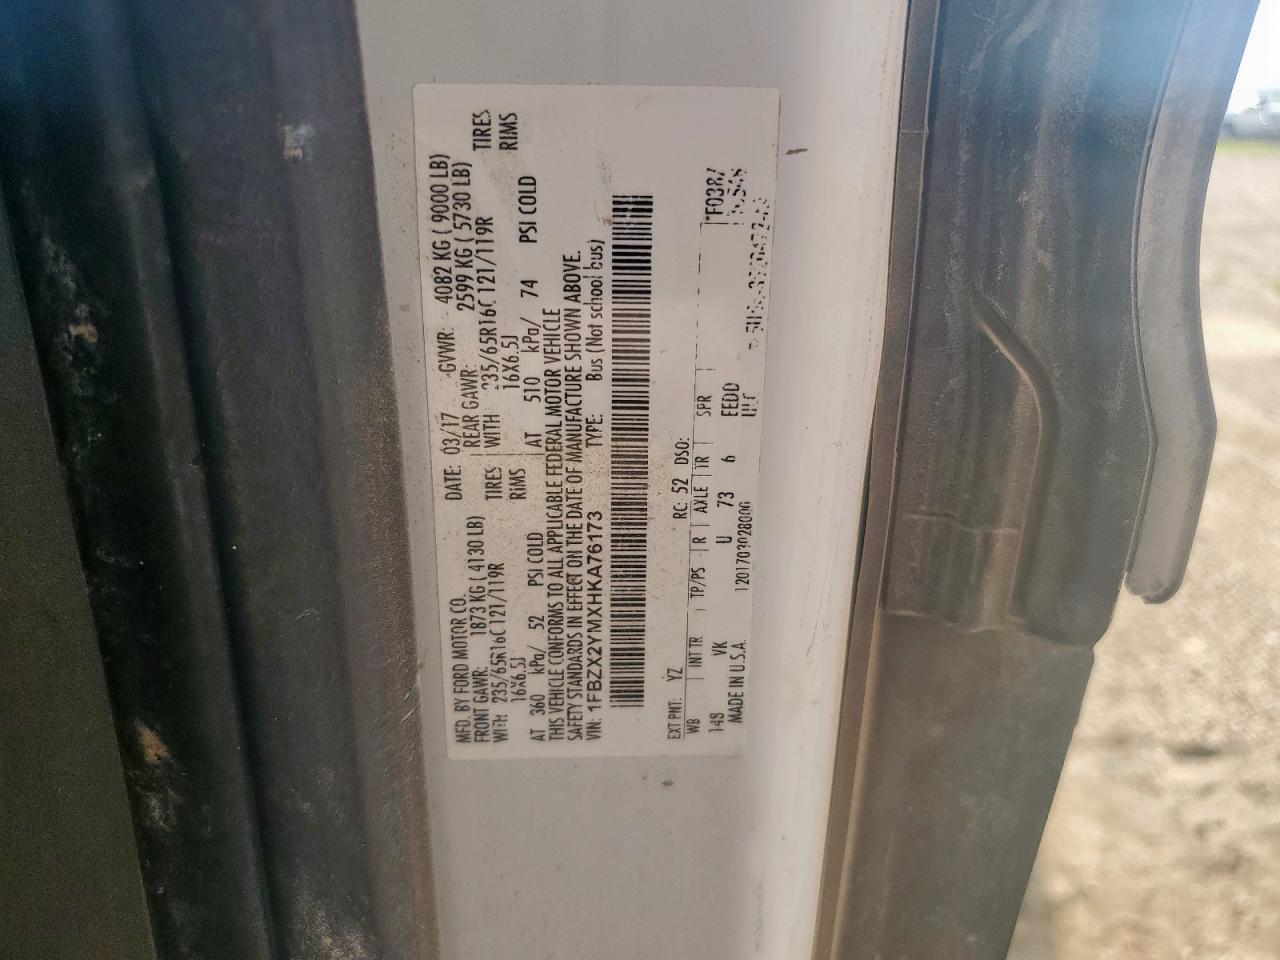 MFD. BY FORD MOTOR CO. DATE: 03/17 GVWR: 4082 KG ( 9000 LB)
FRONT GAWR: 1873 KG ( 4130 LB) REAR GAWR: 2599 KG ( 5730 LB)
WITH 235/65R16C 121/119R TIRES WITH 235/65R16C 121/119R TIRES
16X6.5J RIMS 16X6.5J RIMS
AT 360 kPa/ 52 PSI COLD AT 510 kPa/ 74 PSI COLD
THIS VEHICLE CONFORMS TO ALL APPLICABLE FEDERAL MOTOR VEHICLE
SAFETY STANDARDS IN EFFECT ON THE DATE OF MANUFACTURE SHOWN ABOVE.
VIN: 1FBZX2YMXHKA76173 TYPE: Bus (Not school bus)
EXT PNT: YZ RC: 52 DSO:
WB INT TR TP/PS R AXLE TR SPR
148 VK U 73 6 EEDD
MADE IN U.S.A. 1201703028000